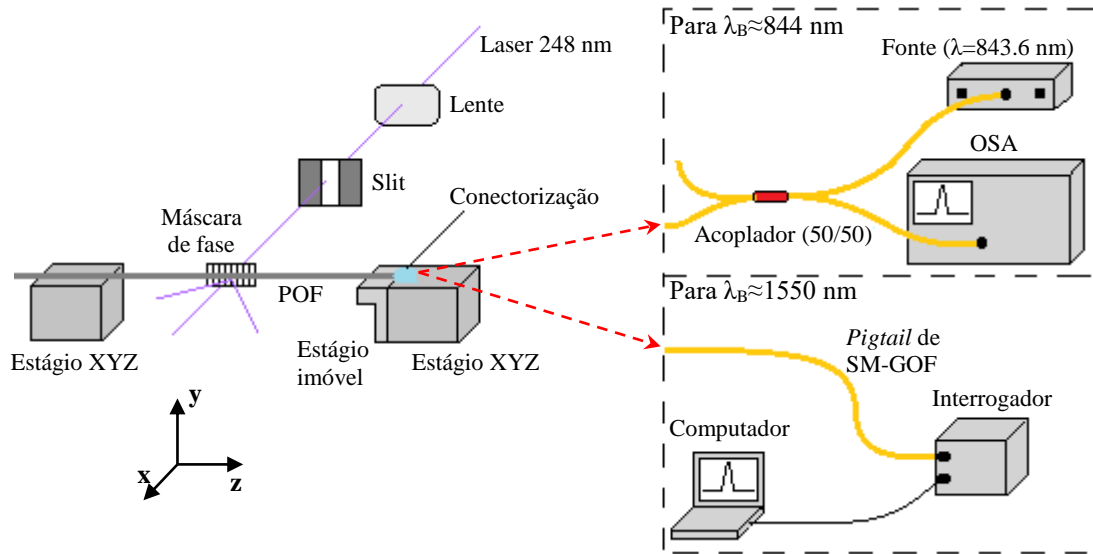 Laser 248 nm
Lente
Slit
Máscara
de fase
Conectorização
POF
Estágio XYZ
Estágio
imóvel
Estágio XYZ
y
x
z
Para λB≈844 nm
Fonte (λ=843.6 nm)
OSA
Acoplador (50/50)
Para λB≈1550 nm
Pigtail de
SM-GOF
Interrogador
Computador